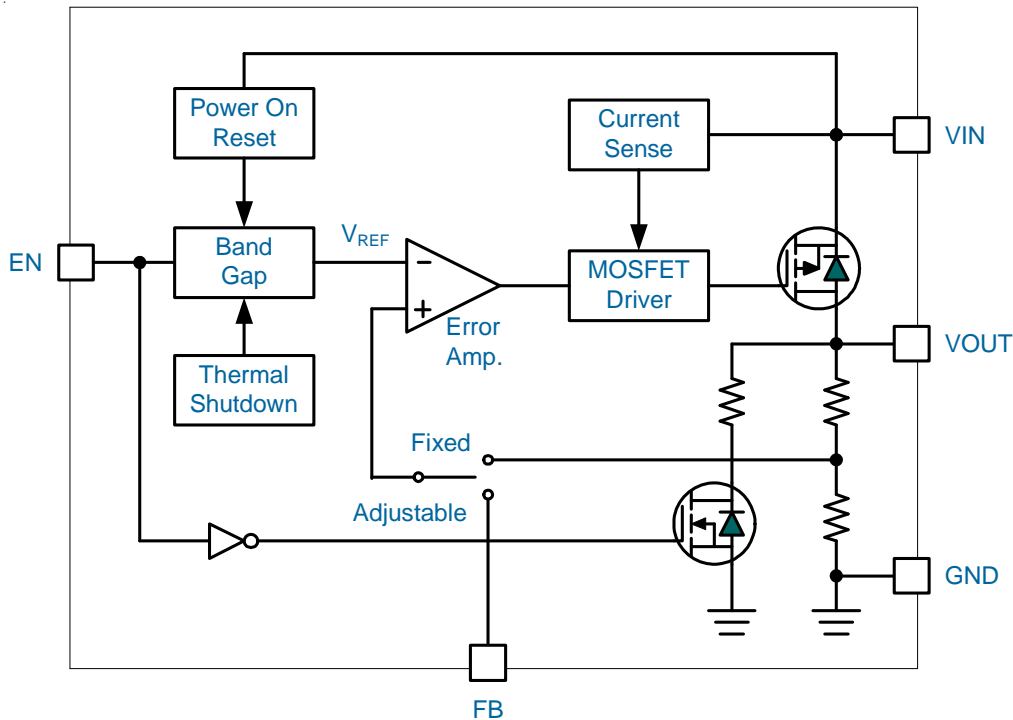 Power On
Reset
Current
Sense
VIN
EN
Band
Gap
VREF
−
+
Error
Amp.
MOSFET
Driver
VOUT
Thermal
Shutdown
Fixed
Adjustable
GND
FB